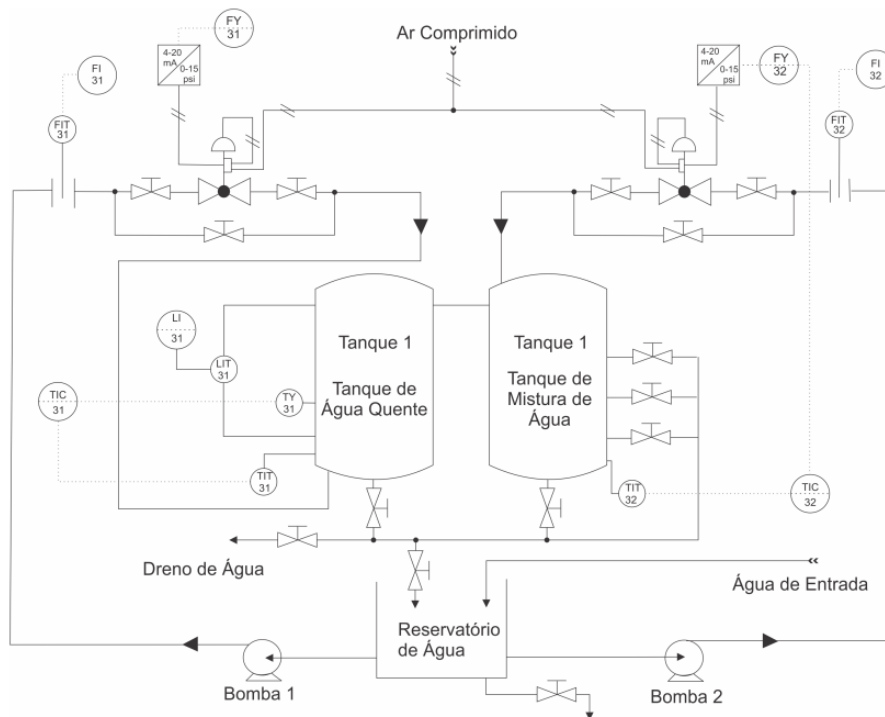 FY
31
4-20
mA
0-15
psi
FI
31
FIT
31
Ar Comprimido
4-20
mA
0-15
psi
FY
32
FI
32
FIT
32
LI
31
LIT
31
TIC
31
TY
31
TIT
31
Tanque 1
Tanque de
Água Quente
Tanque 1
Tanque de
Mistura de
Água
TIT
32
TIC
32
Dreno de Água
Água de Entrada
Reservatório
de Água
Bomba 1
Bomba 2